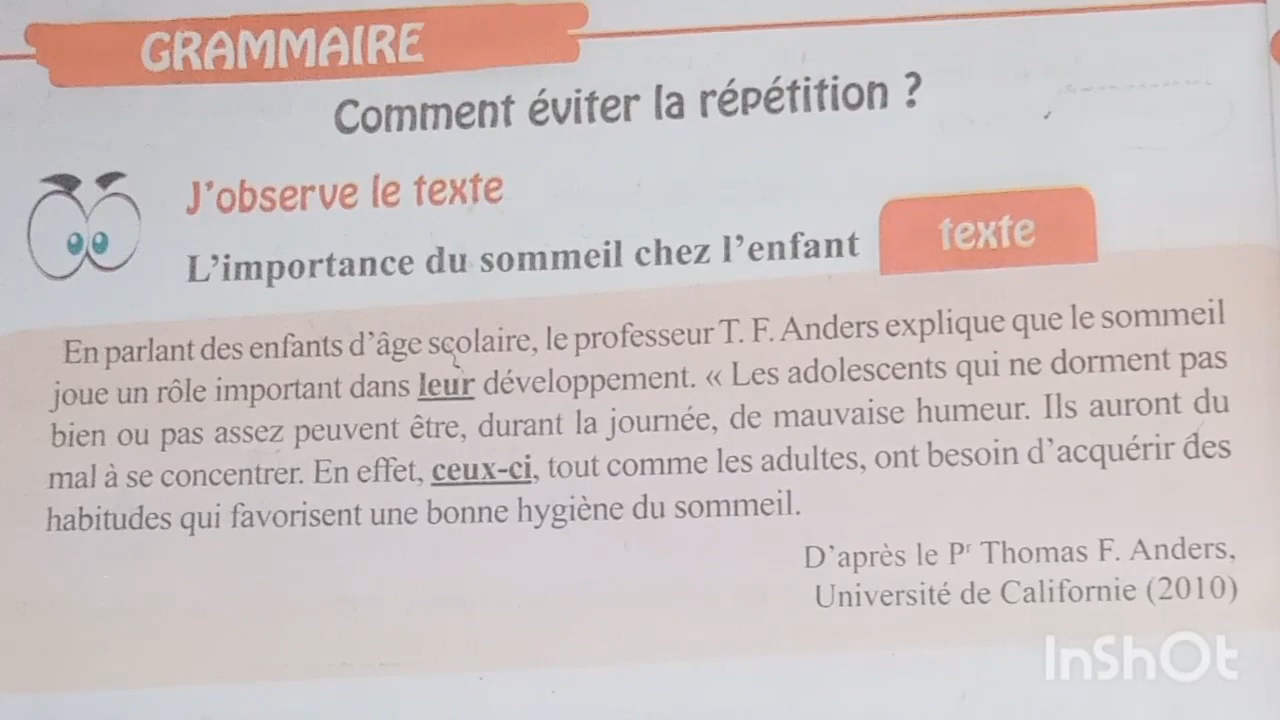 GRAMMAIRE
Comment éviter la répétition ?
J'observe le texte
L'importance du sommeil chez l'enfant
texte
En parlant des enfants d'âge scolaire, le professeur T. F. Anders explique que le sommeil
joue un rôle important dans leur développement. « Les adolescents qui ne dorment pas
bien ou pas assez peuvent être, durant la journée, de mauvaise humeur. Ils auront du
mal à se concentrer. En effet, ceux-ci, tout comme les adultes, ont besoin d'acquérir des
habitudes qui favorisent une bonne hygiène du sommeil.
D'après le Pr Thomas F. Anders,
Université de Californie (2010)
InShOt